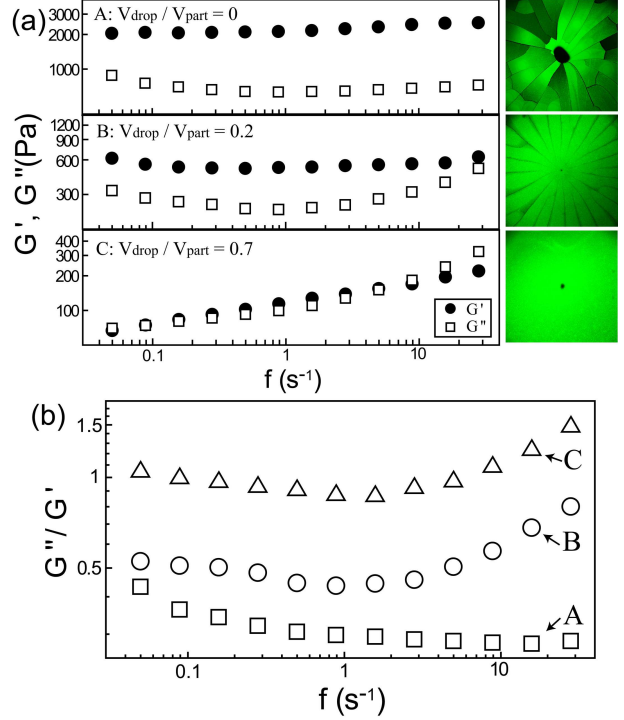 (a)
A: Vdrop / Vpart = 0
3000
2000
1000
B: Vdrop / Vpart = 0.2
1200
900
600
300
C: Vdrop / Vpart = 0.7
400
300
200
100
G', G"(Pa)
G'
G"
0.1 1 10
f (s⁻¹)
(b)
1.5
1
0.5
G"/ G'
C
B
A
0.1 1 10
f (s⁻¹)